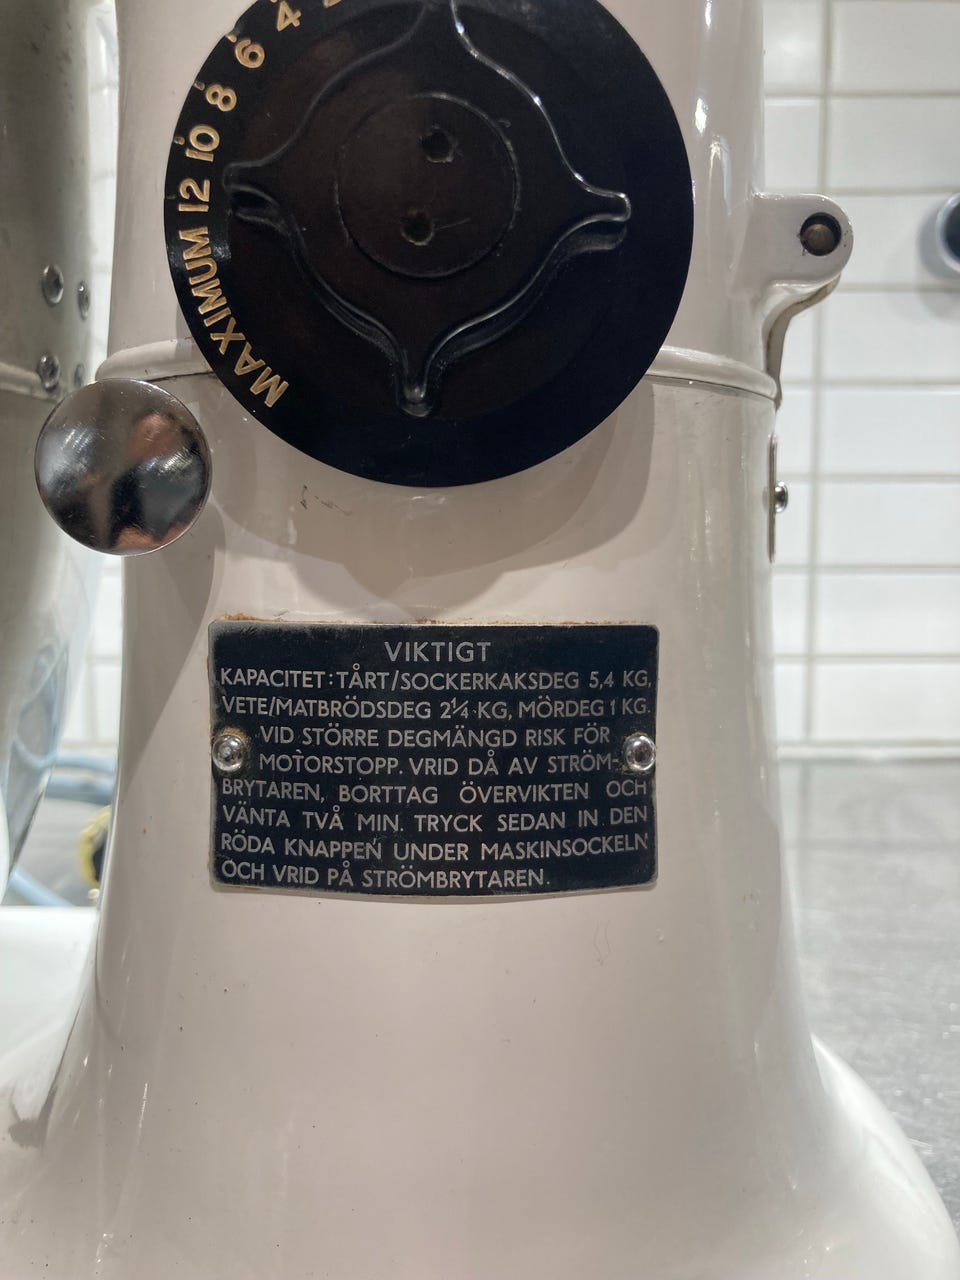 4
6
8
10
12
MAXIMUM
VIKTIGT
KAPACITET: TÅRT/SOCKERKAKSDEG 5,4 KG,
VETE/MATBRÖDSDEG 2¼ KG, MÖRDEG 1 KG.
VID STÖRRE DEGMÄNGD RISK FÖR
MOTORSTOPP. VRID DÅ AV STRÖM-
BRYTAREN, BORTTAG ÖVERVIKTEN OCH
VÄNTA TVÅ MIN. TRYCK SEDAN IN DEN
RÖDA KNAPPEN UNDER MASKINSOCKELN
OCH VRID PÅ STRÖMBRYTAREN.